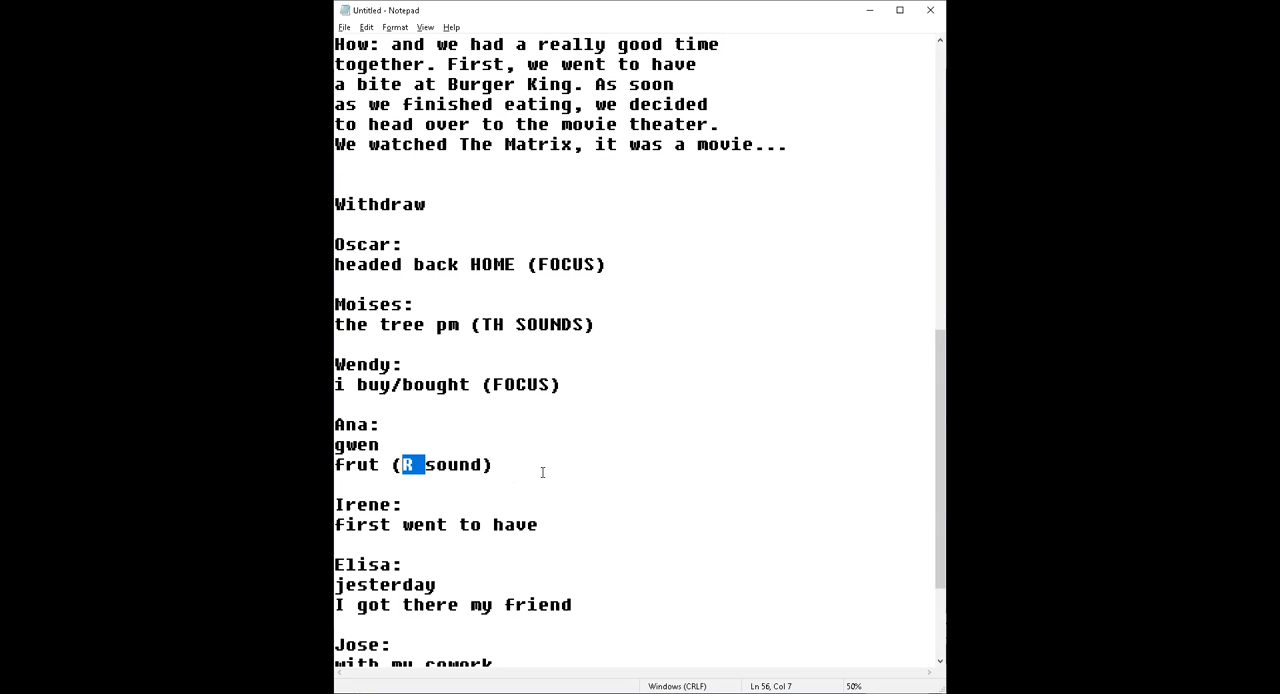 Untitled - Notepad
File Edit Format View Help
How: and we had a really good time
together. First, we went to have
a bite at Burger King. As soon
as we finished eating, we decided
to head over to the movie theater.
We watched The Matrix, it was a movie...
Withdraw
Oscar:
headed back HOME (FOCUS)
Moises:
the tree pm (TH SOUNDS)
Wendy:
i buy/bought (FOCUS)
Ana:
gwen
frut (R sound)
Irene:
first went to have
Elisa:
jesterday
I got there my friend
Jose:
with my cowork
Windows (CRLF) Ln 56, Col 7 50%